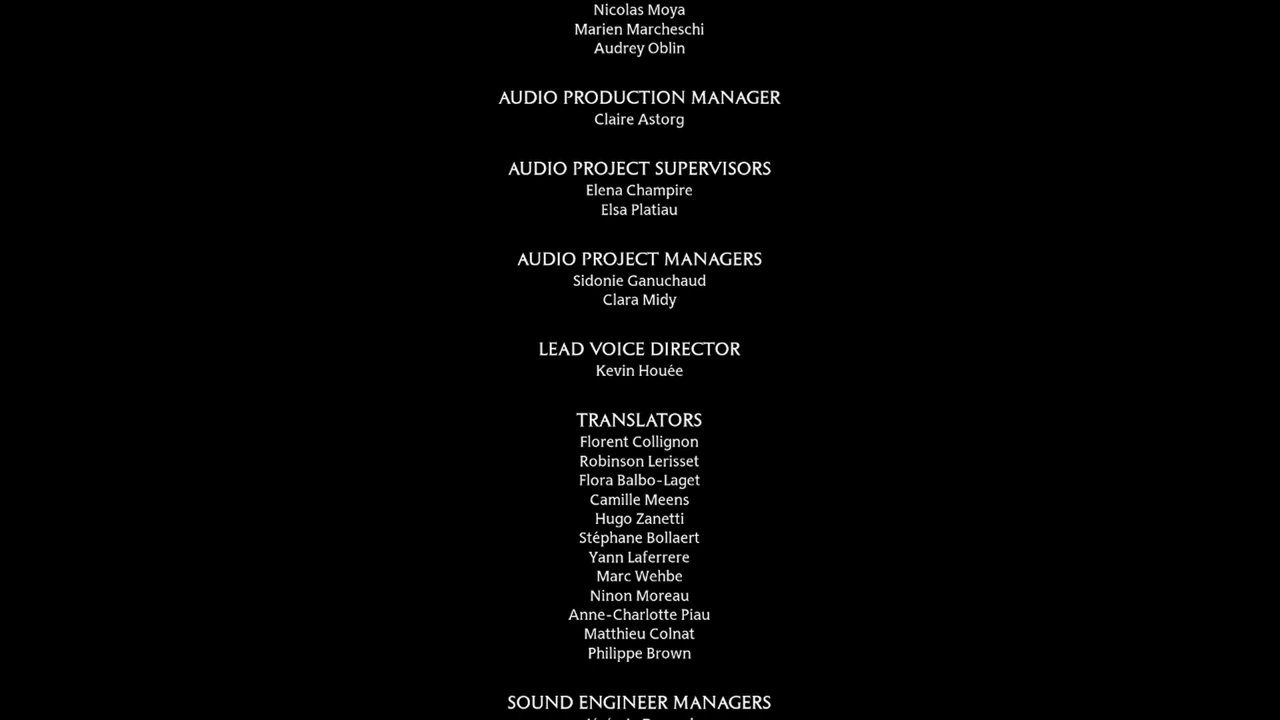 Nicolas Moya
Marien Marcheschi
Audrey Oblin
AUDIO PRODUCTION MANAGER
Claire Astorg
AUDIO PROJECT SUPERVISORS
Elena Champire
Elsa Platiau
AUDIO PROJECT MANAGERS
Sidonie Ganuchaud
Clara Midy
LEAD VOICE DIRECTOR
Kevin Houée
TRANSLATORS
Florent Collignon
Robinson Lerisset
Flora Balbo-Laget
Camille Meens
Hugo Zanetti
Stéphane Bollaert
Yann Laferrere
Marc Wehbe
Ninon Moreau
Anne-Charlotte Piau
Matthieu Colnat
Philippe Brown
SOUND ENGINEER MANAGERS